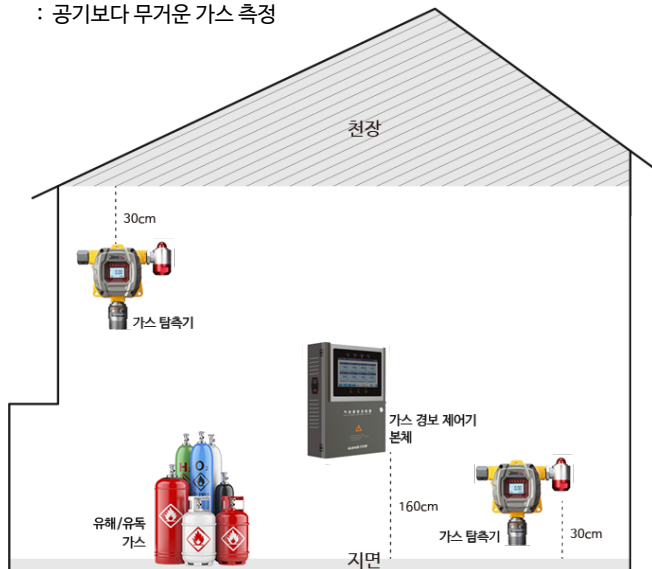 : 공기보다 무거운 가스 측정
천장
30cm
가스 탐측기
가스 경보 제어기
본체
H₂ O₂
유해/유독
가스
160cm
가스 탐측기
30cm
지면